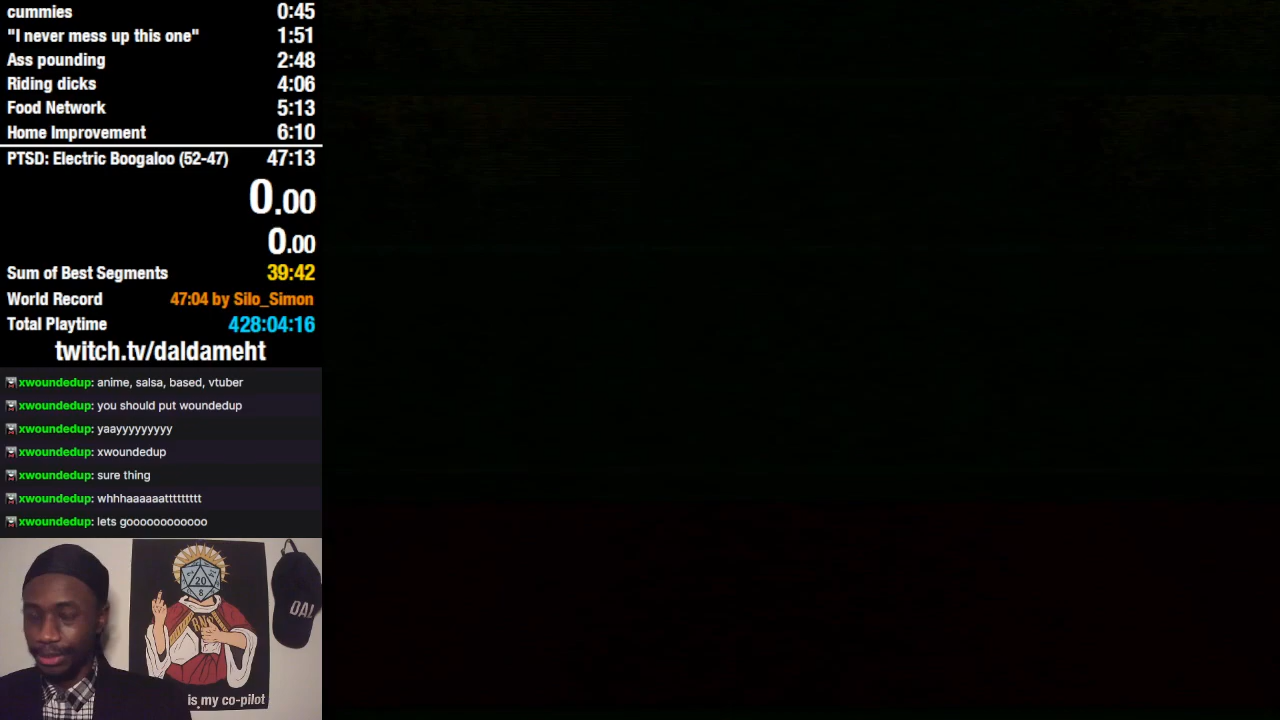 cummies 0:45
"I never mess up this one" 1:51
Ass pounding 2:48
Riding dicks 4:06
Food Network 5:13
Home Improvement 6:10
PTSD: Electric Boogaloo (52-47) 47:13
0.00
0.00
Sum of Best Segments 39:42
World Record 47:04 by Silo_Simon
Total Playtime 428:04:16
twitch.tv/daldameht
xwoundedup: anime, salsa, based, vtuber
xwoundedup: you should put woundedup
xwoundedup: yaayyyyyyyyy
xwoundedup: xwoundedup
xwoundedup: sure thing
xwoundedup: whhhaaaaaatttttttt
xwoundedup: lets goooooooooooo
20
8
DAL
is my co-pilot